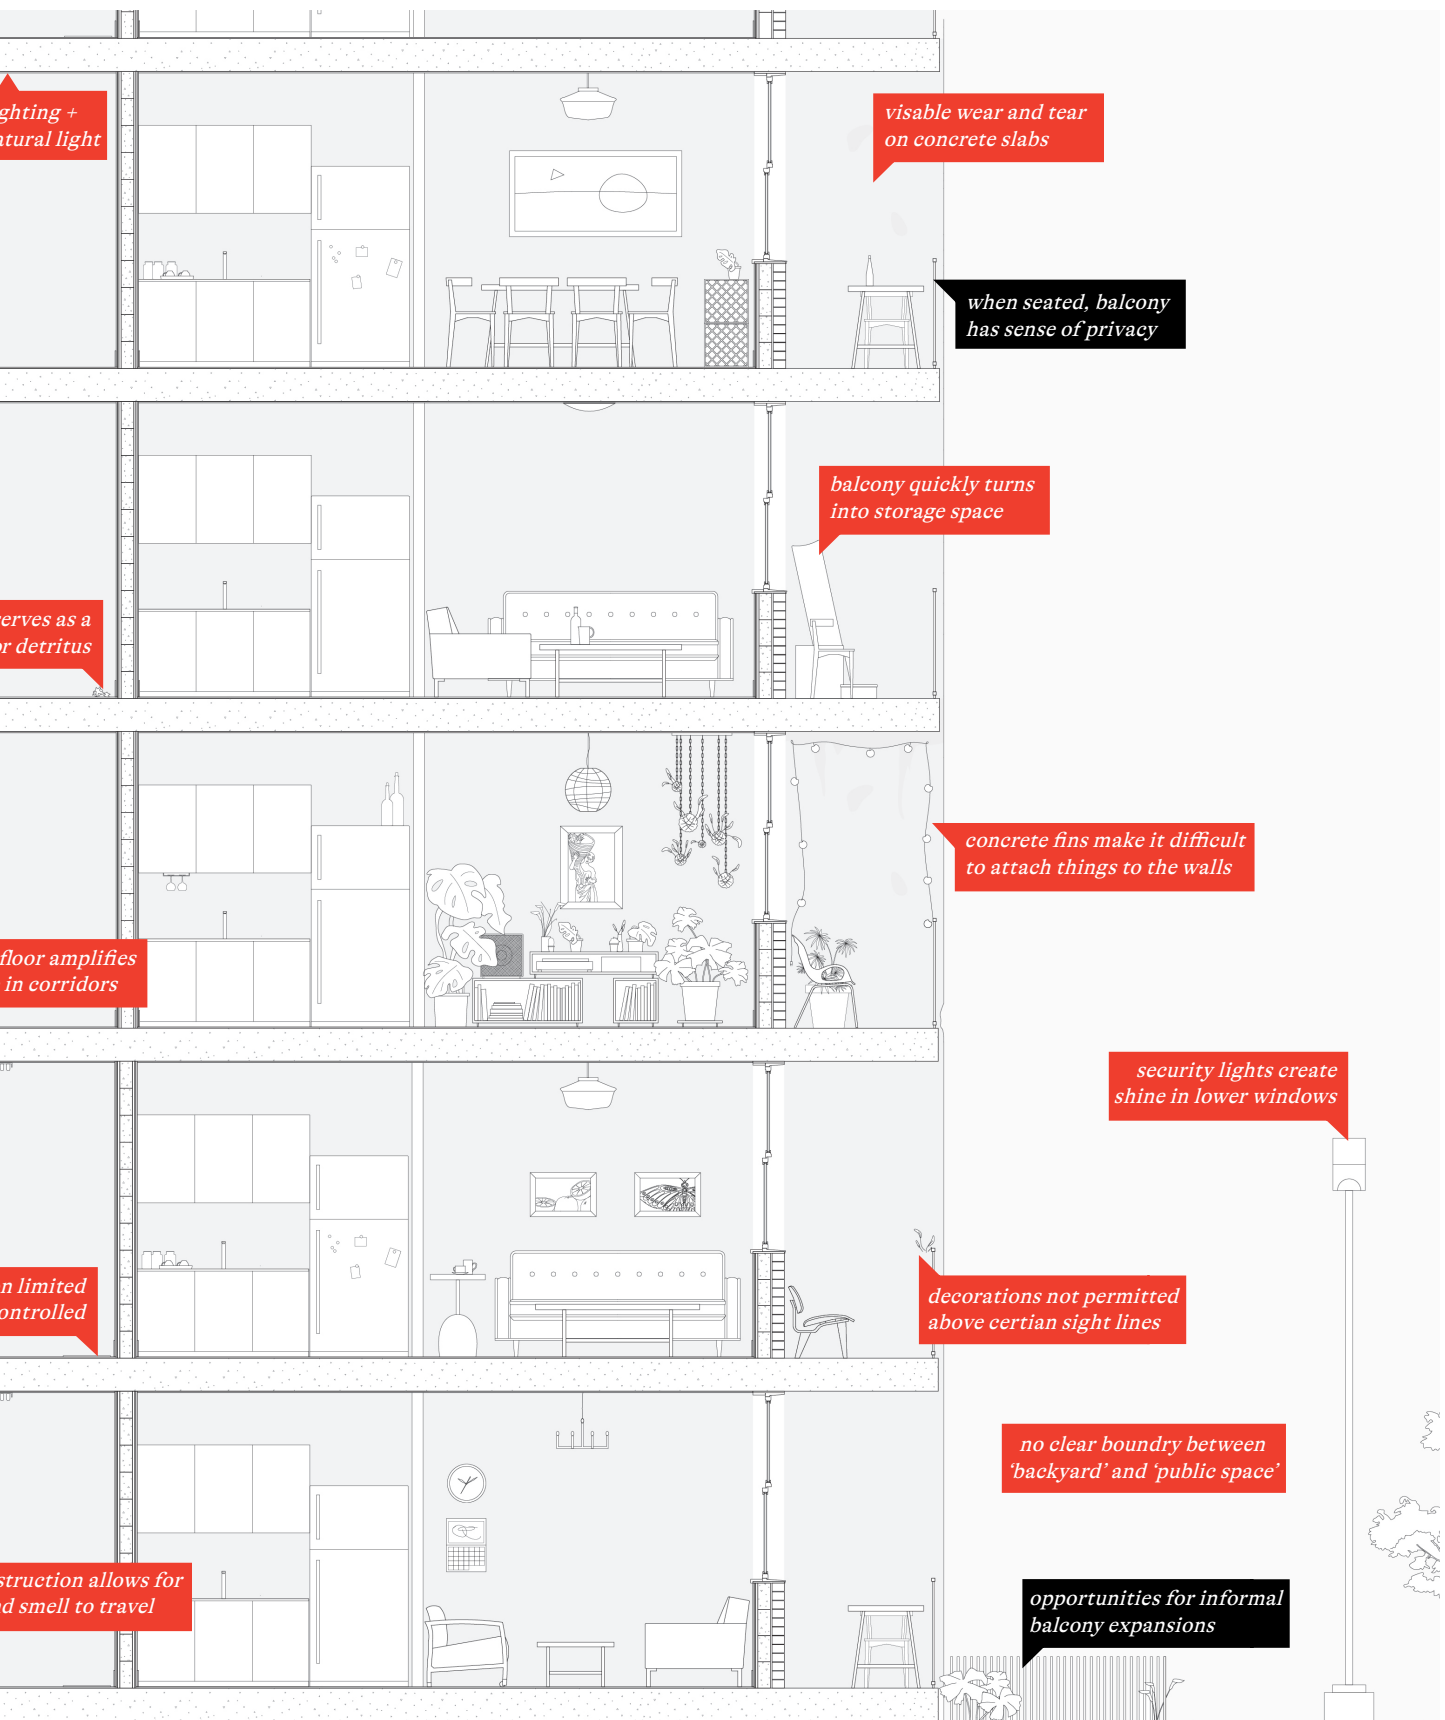 ghting +
atural light
visable wear and tear
on concrete slabs
when seated, balcony
has sense of privacy
balcony quickly turns
into storage space
erves as a
or detritus
concrete fins make it difficult
to attach things to the walls
floor amplifies
in corridors
security lights create
shine in lower windows
n limited
ontrolled
decorations not permitted
above certian sight lines
no clear boundry between
‘backyard’ and ‘public space’
struction allows for
d smell to travel
opportunities for informal
balcony expansions